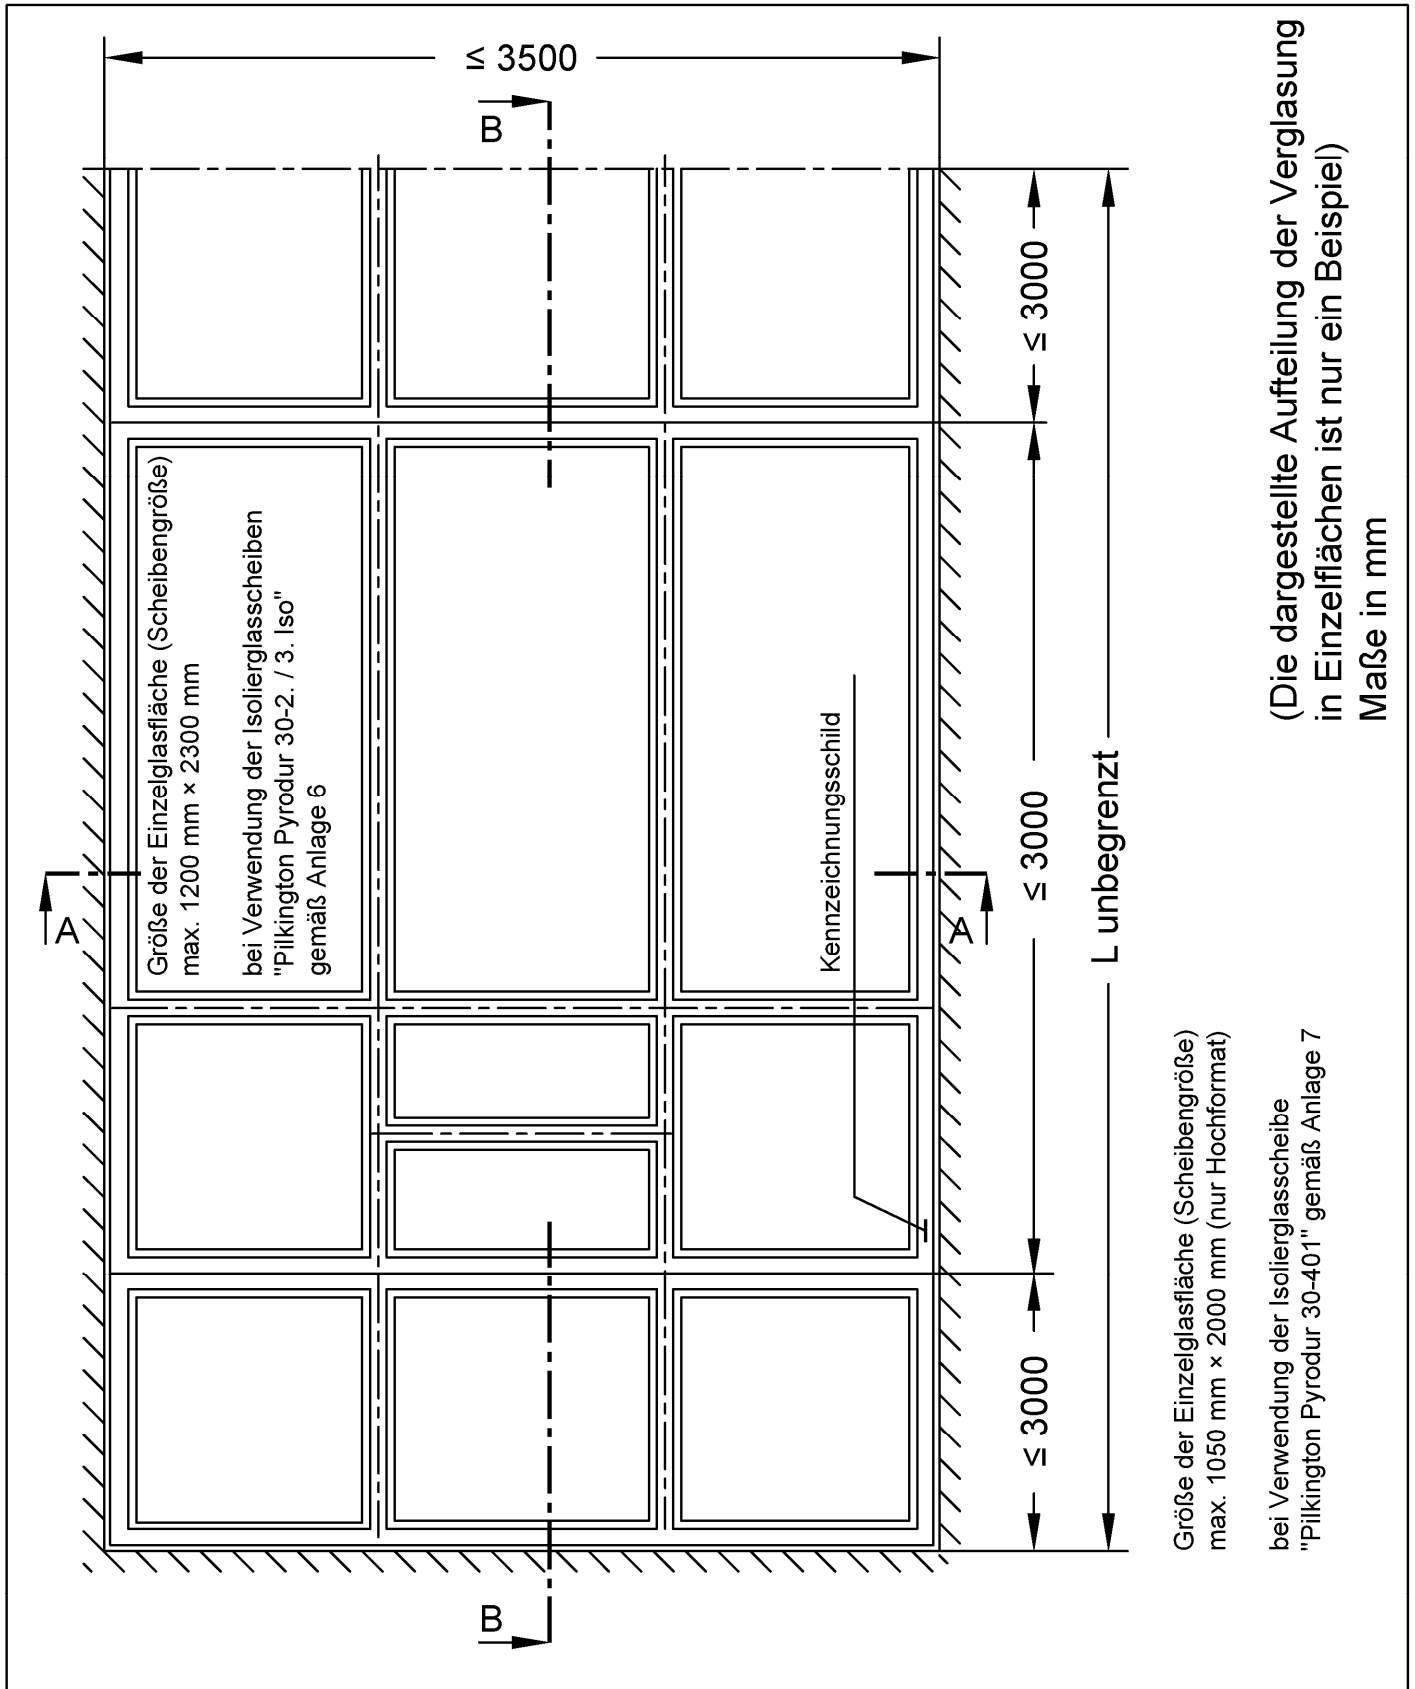 ≤ 3500
B
Größe der Einzelglasfläche (Scheibengröße)
max. 1200 mm × 2300 mm
bei Verwendung der Isolierglasscheiben
"Pilkington Pyrodur 30-2. / 3. Iso"
gemäß Anlage 6
A
A
Kennzeichnungsschild
≤ 3000
≤ 3000
≤ 3000
L unbegrenzt
B
Größe der Einzelglasfläche (Scheibengröße)
max. 1050 mm × 2000 mm (nur Hochformat)
bei Verwendung der Isolierglasscheibe
"Pilkington Pyrodur 30-401" gemäß Anlage 7
(Die dargestellte Aufteilung der Verglasung
in Einzelflächen ist nur ein Beispiel)
Maße in mm